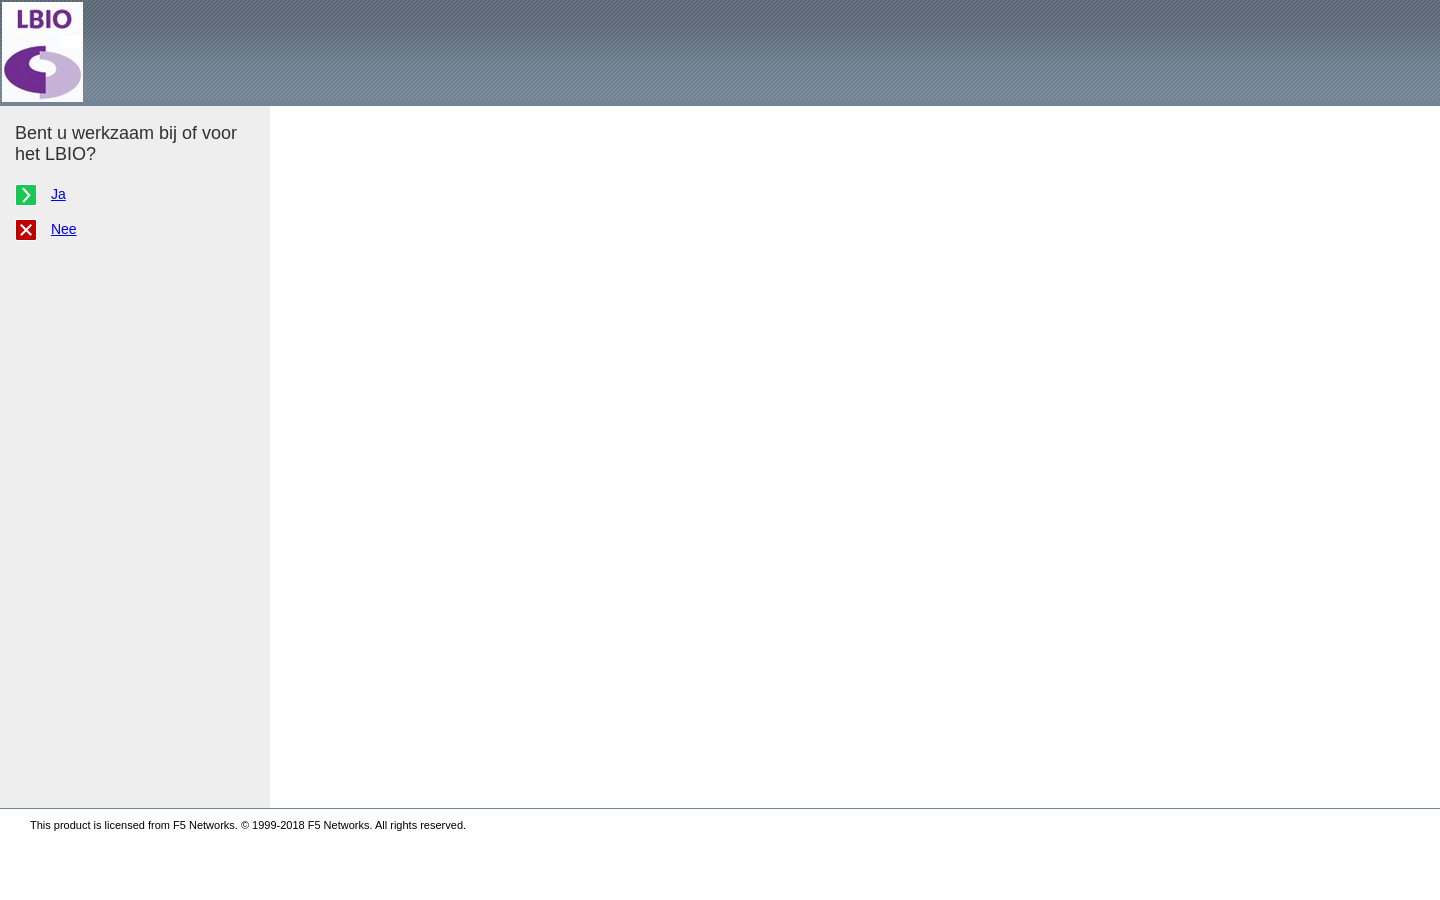 LBIO
Bent u werkzaam bij of voor
het LBIO?
Ja
Nee
This product is licensed from F5 Networks. © 1999-2018 F5 Networks. All rights reserved.